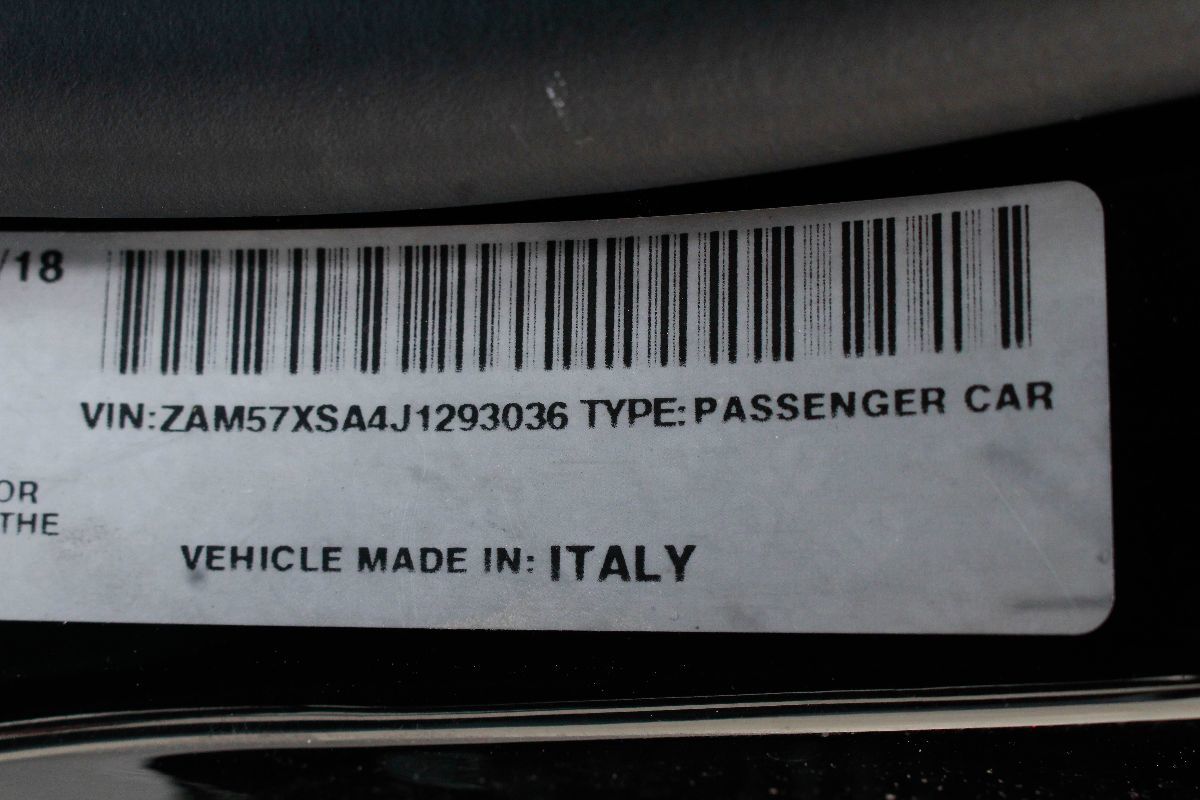 /18
VIN:ZAM57XSA4J1293036 TYPE:PASSENGER CAR
OR
THE
VEHICLE MADE IN: ITALY